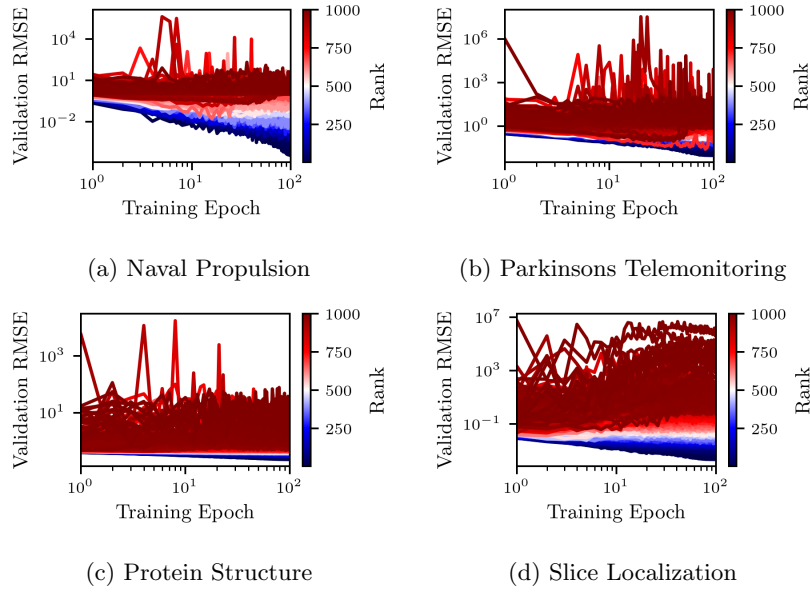 Validation RMSE
10^4
10^1
10^-2
10^0
10^1
10^2
Training Epoch
1000
750
500
250
Rank
(a) Naval Propulsion
Validation RMSE
10^6
10^3
10^0
10^0
10^1
10^2
Training Epoch
1000
750
500
250
Rank
(b) Parkinsons Telemonitoring
Validation RMSE
10^3
10^1
10^0
10^1
10^2
Training Epoch
1000
750
500
250
Rank
(c) Protein Structure
Validation RMSE
10^7
10^3
10^-1
10^0
10^1
10^2
Training Epoch
1000
750
500
250
Rank
(d) Slice Localization